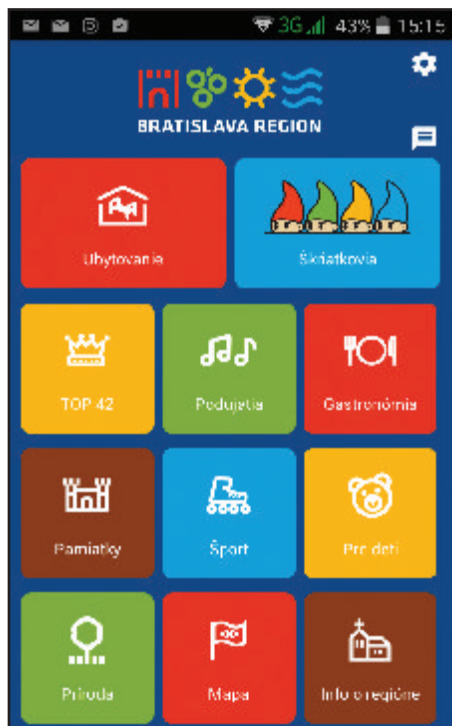 3G 43% 15:15
BRATISLAVA REGION
Ubytovanie
Škriatkovia
TOP 42
Podujatia
Gastronómia
Pamiatky
Šport
Pre deti
Príroda
Mapa
Info o regióne